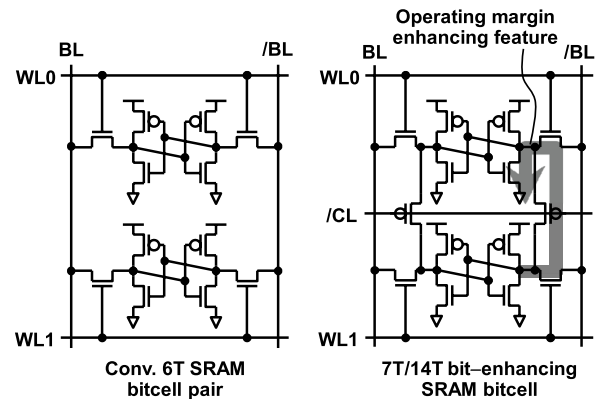 Operating margin
enhancing feature
BL /BL BL /BL
WL0 WL0
/CL
WL1 WL1
Conv. 6T SRAM
bitcell pair
7T/14T bit–enhancing
SRAM bitcell